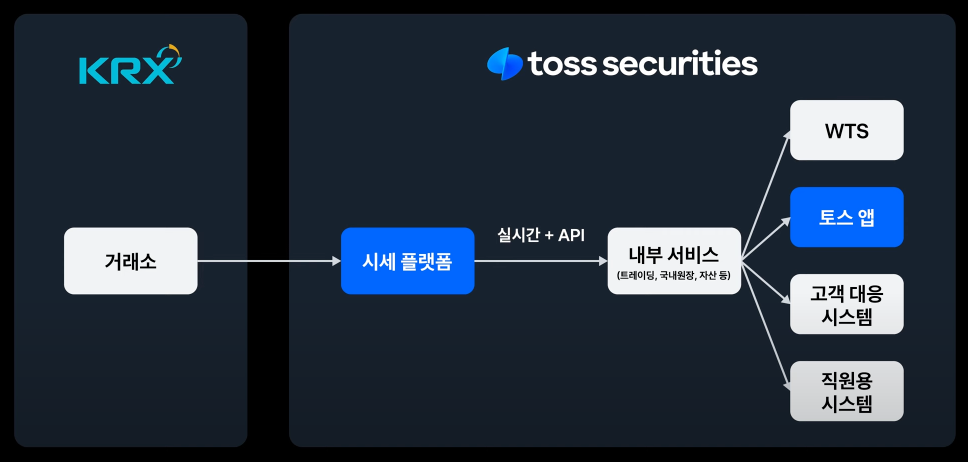 KRX
toss securities
거래소
시세 플랫폼
실시간 + API
내부 서비스
(트레이딩, 국내원장, 자산 등)
WTS
토스 앱
고객 대응
시스템
직원용
시스템